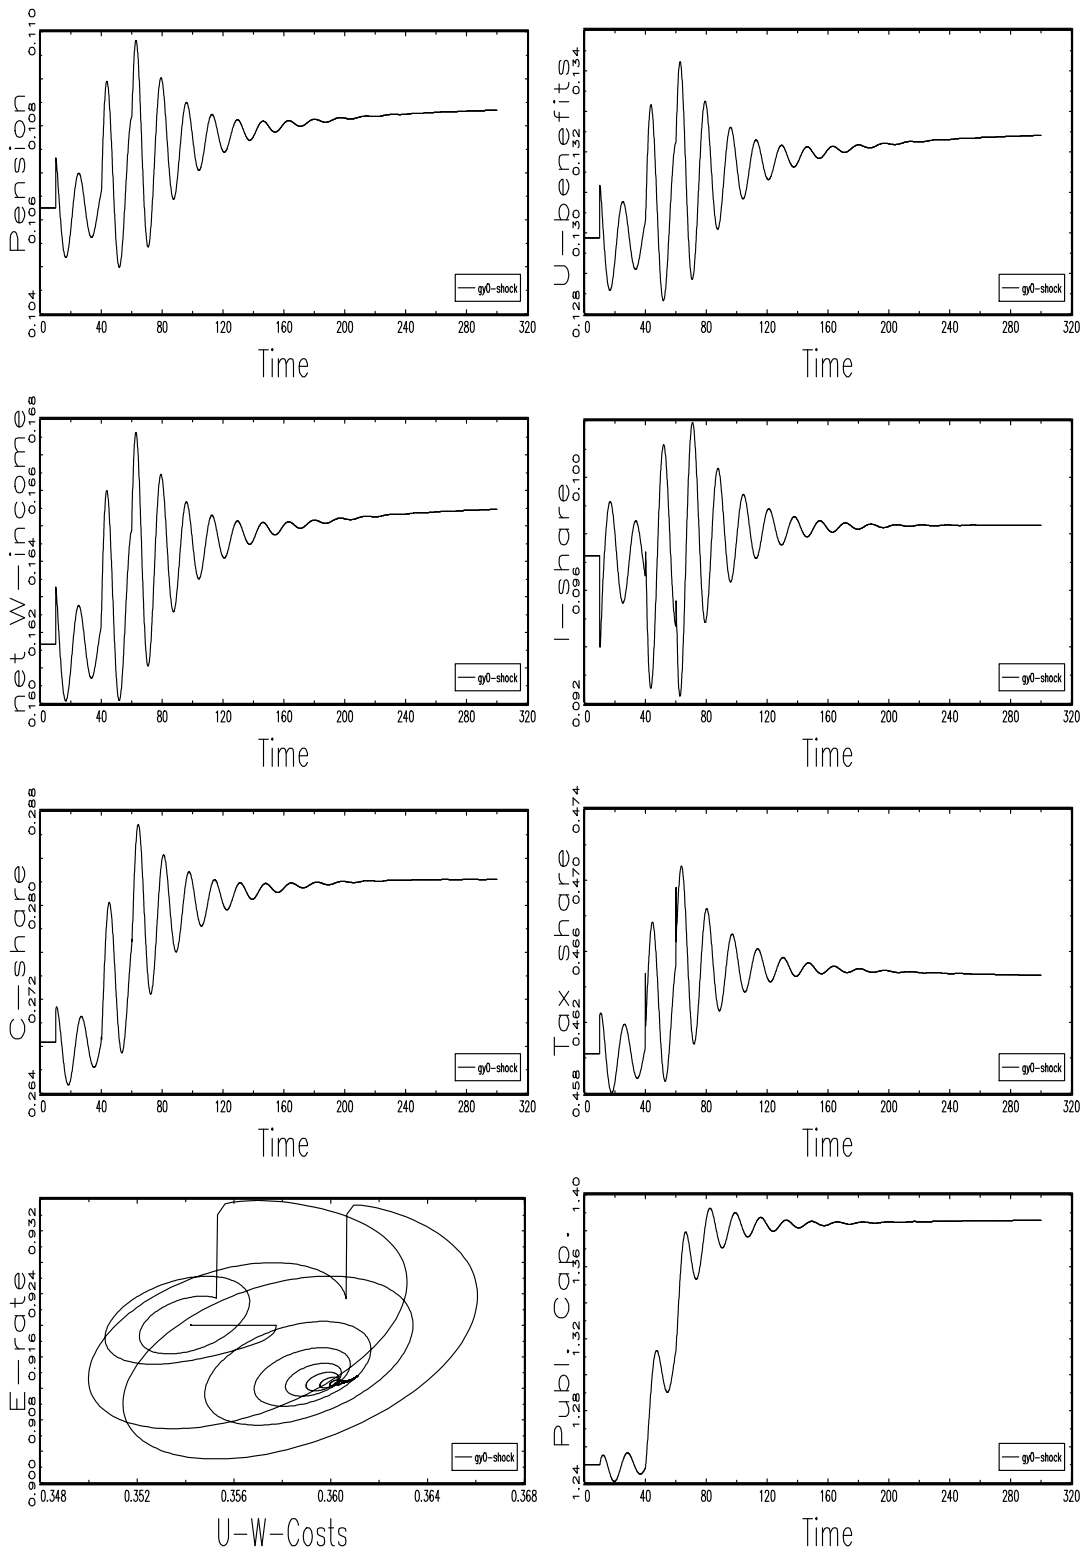 Pension
0.104 0.106 0.108 0.110
gy0-shock
0 40 80 120 160 200 240 280 320
Time
U-benefits
0.128 0.130 0.132 0.134
gy0-shock
0 40 80 120 160 200 240 280 320
Time
net W-income
0.160 0.162 0.164 0.166 0.168
gy0-shock
0 40 80 120 160 200 240 280 320
Time
I-share
0.092 0.096 0.100
gy0-shock
0 40 80 120 160 200 240 280 320
Time
C-share
0.264 0.272 0.280 0.288
gy0-shock
0 40 80 120 160 200 240 280 320
Time
Tax share
0.458 0.462 0.466 0.470 0.474
gy0-shock
0 40 80 120 160 200 240 280 320
Time
E-rate
0.900 0.908 0.916 0.924 0.932
gy0-shock
0.348 0.352 0.356 0.360 0.364 0.368
U-W-Costs
Publ. Cap.
1.24 1.28 1.32 1.36 1.40
gy0-shock
0 40 80 120 160 200 240 280 320
Time